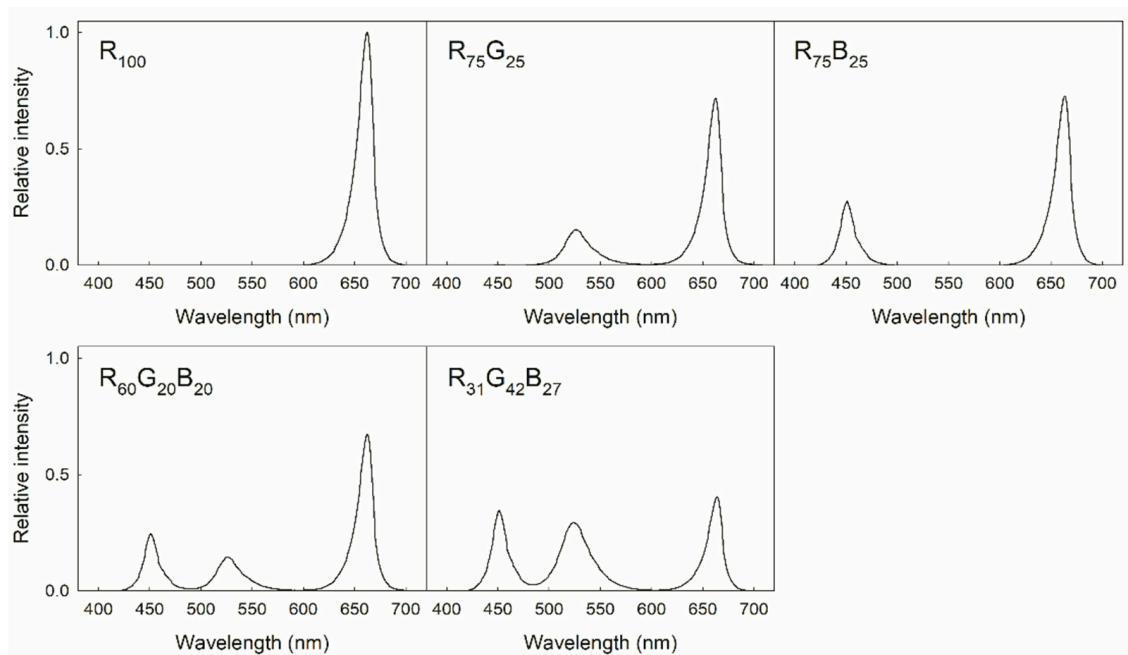 1.0
R100
R75G25
R75B25
Relative intensity
0.5
0.0
400 450 500 550 600 650 700 400 450 500 550 600 650 700 400 450 500 550 600 650 700
Wavelength (nm) Wavelength (nm) Wavelength (nm)
1.0
R60G20B20
R31G42B27
Relative intensity
0.5
0.0
400 450 500 550 600 650 700 400 450 500 550 600 650 700
Wavelength (nm) Wavelength (nm)